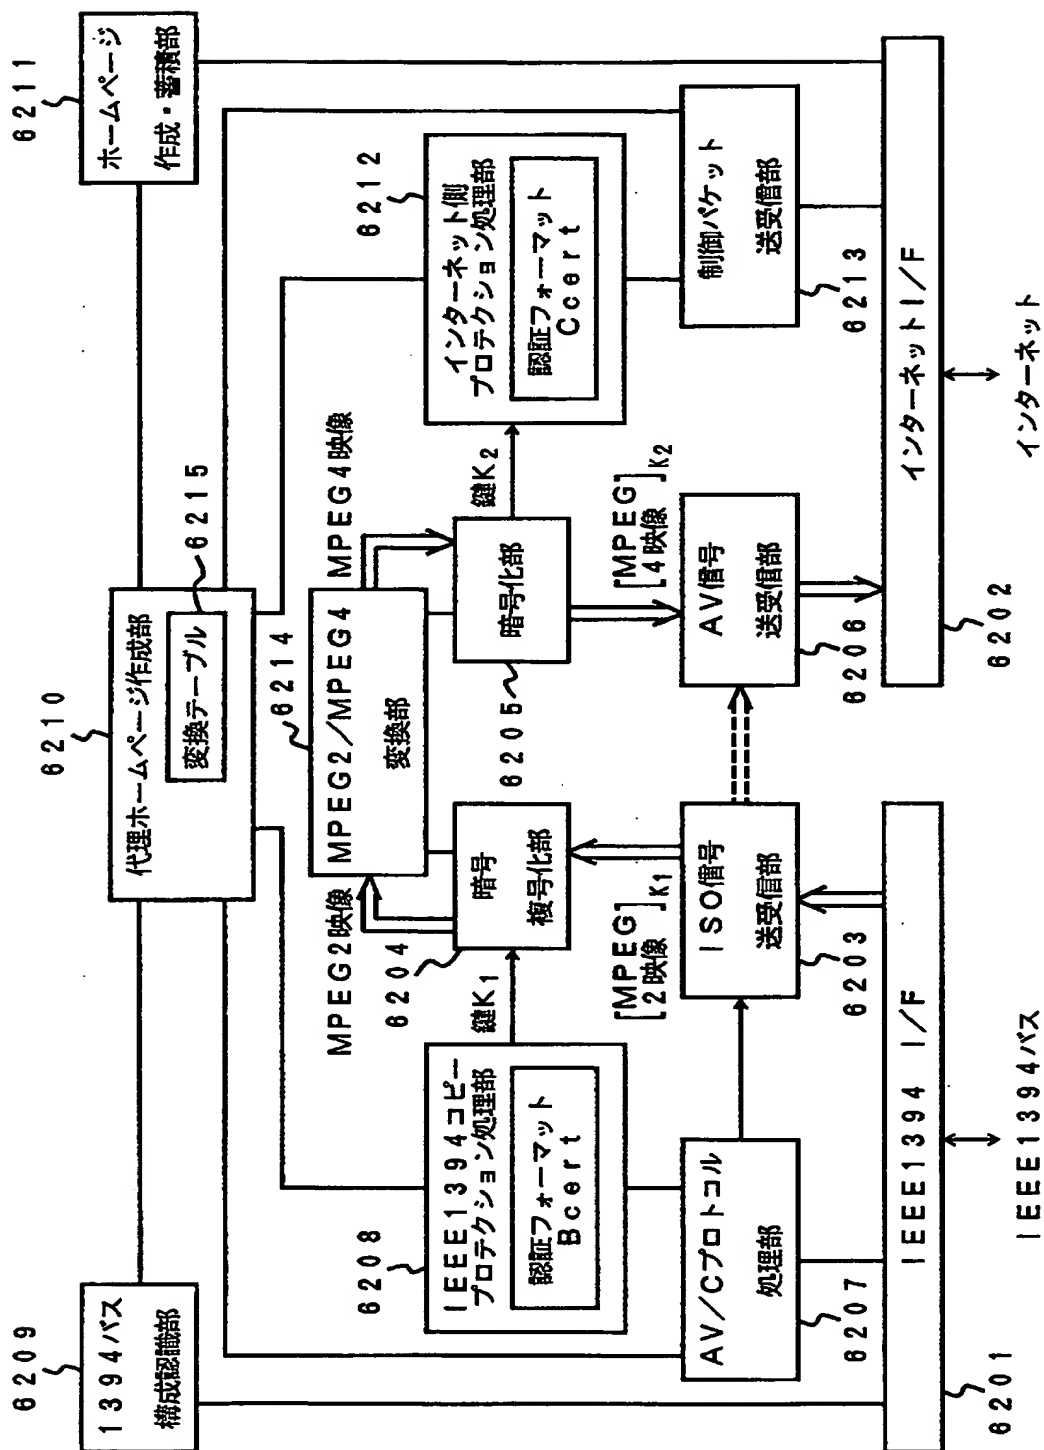 6209
1394バス
構成認識部
6210
代理ホームページ作成部
変換テーブル
6215
6211
ホームページ
作成・蓄積部
6208
IEEE1394コピー
プロテクション処理部
認証フォーマット
Bcert
鍵K1
MPEG2映像
6204
暗号
複号化部
6214
MPEG2/MPEG4
変換部
MPEG4映像
暗号化部
6205
鍵K2
インターネット側
プロテクション処理部
6212
認証フォーマット
Ccert
[MPEG
2映像]K1
[MPEG
4映像]K2
AV/Cプロトコル
処理部
6207
ISO信号
送受信部
6203
AV信号
送受信部
6206
制御パケット
送受信部
6213
IEEE1394 I/F
6201
IEEE1394バス
インターネットI/F
6202
インターネット